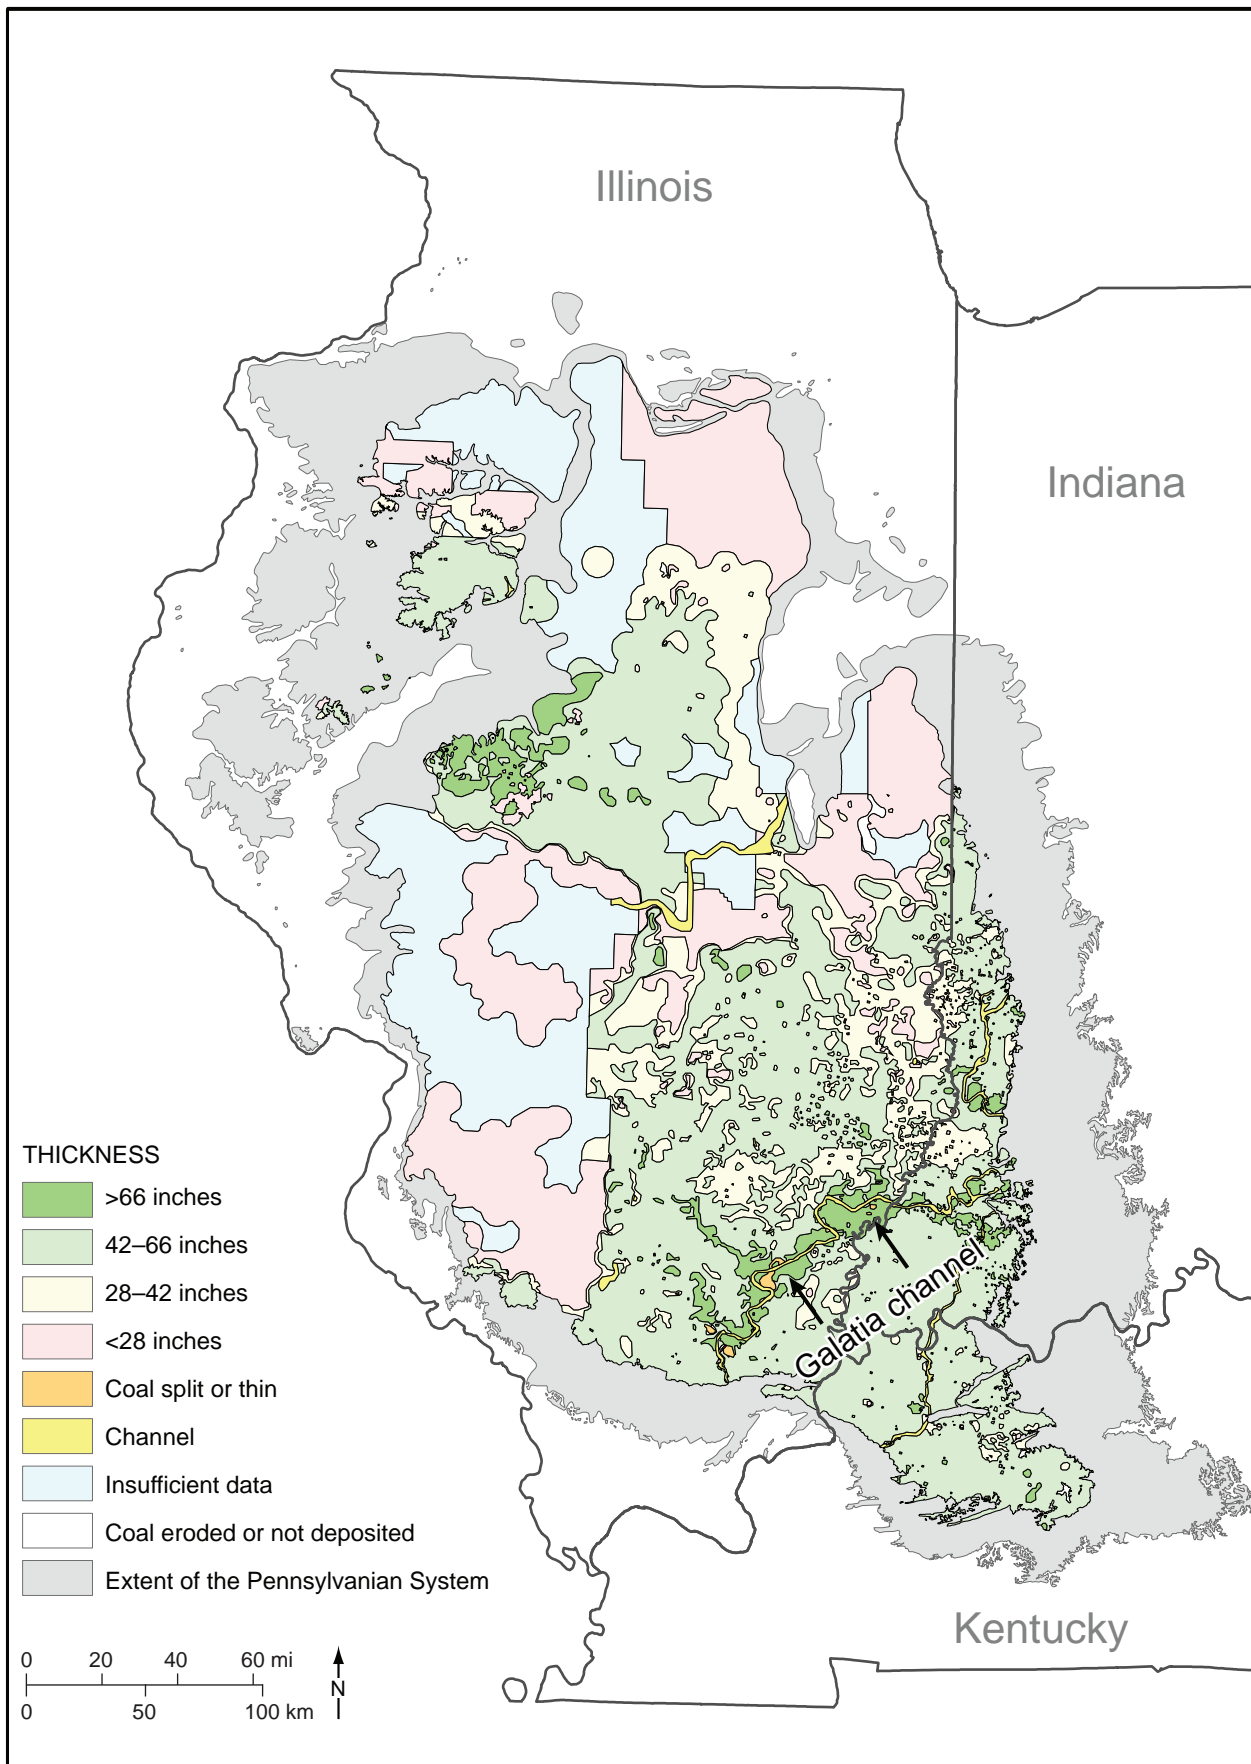 Illinois
Indiana
Galatia channel
THICKNESS
>66 inches
42–66 inches
28–42 inches
<28 inches
Coal split or thin
Channel
Insufficient data
Coal eroded or not deposited
Extent of the Pennsylvanian System
Kentucky
0 20 40 60 mi
0 50 100 km
N